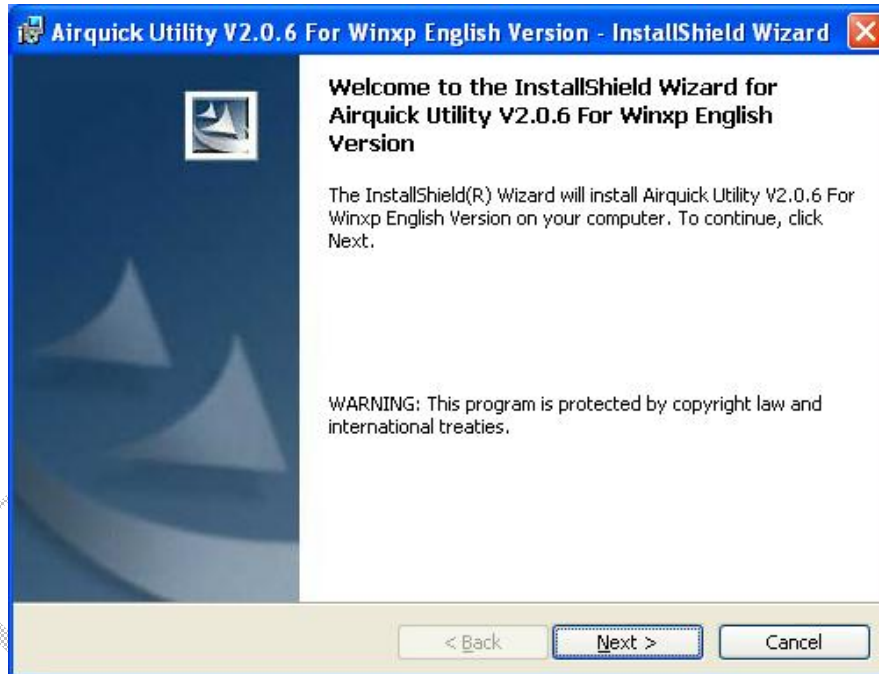 Airquick Utility V2.0.6 For Winxp English Version - InstallShield Wizard
Welcome to the InstallShield Wizard for
Airquick Utility V2.0.6 For Winxp English
Version
The InstallShield(R) Wizard will install Airquick Utility V2.0.6 For
Winxp English Version on your computer. To continue, click
Next.
WARNING: This program is protected by copyright law and
international treaties.
< Back Next > Cancel